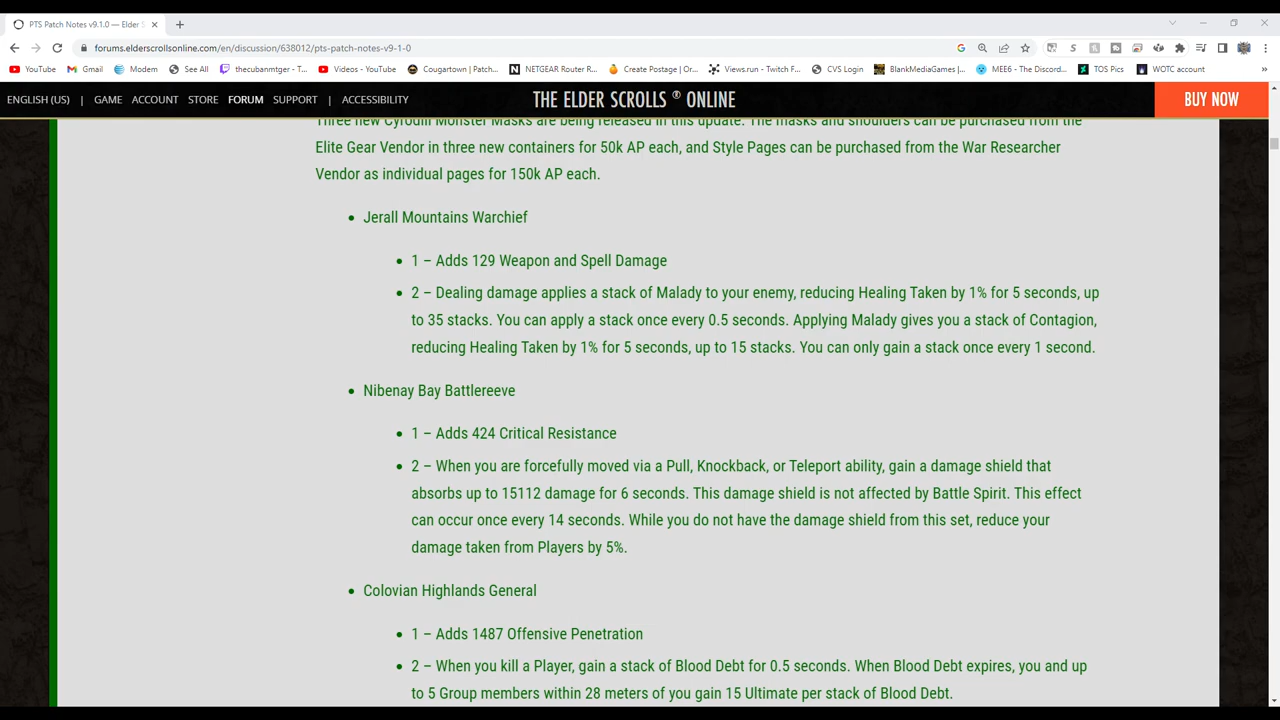 PTS Patch Notes v9.1.0 — Elder S
forums.elderscrollsonline.com/en/discussion/638012/pts-patch-notes-v9-1-0
YouTube Gmail Modem See All thecubanmtger - T... Videos - YouTube Cougartown | Patch... NETGEAR Router R... Create Postage | Or... Views.run - Twitch F... CVS Login BlankMediaGames |... MEE6 - The Discord... TOS Pics WOTC account »
ENGLISH (US) | GAME ACCOUNT STORE FORUM SUPPORT | ACCESSIBILITY THE ELDER SCROLLS ® ONLINE BUY NOW
Three new Cyrodiil Monster Masks are being released in this update. The masks and shoulders can be purchased from the
Elite Gear Vendor in three new containers for 50k AP each, and Style Pages can be purchased from the War Researcher
Vendor as individual pages for 150k AP each.
• Jerall Mountains Warchief
• 1 – Adds 129 Weapon and Spell Damage
• 2 – Dealing damage applies a stack of Malady to your enemy, reducing Healing Taken by 1% for 5 seconds, up
to 35 stacks. You can apply a stack once every 0.5 seconds. Applying Malady gives you a stack of Contagion,
reducing Healing Taken by 1% for 5 seconds, up to 15 stacks. You can only gain a stack once every 1 second.
• Nibenay Bay Battlereeve
• 1 – Adds 424 Critical Resistance
• 2 – When you are forcefully moved via a Pull, Knockback, or Teleport ability, gain a damage shield that
absorbs up to 15112 damage for 6 seconds. This damage shield is not affected by Battle Spirit. This effect
can occur once every 14 seconds. While you do not have the damage shield from this set, reduce your
damage taken from Players by 5%.
• Colovian Highlands General
• 1 – Adds 1487 Offensive Penetration
• 2 – When you kill a Player, gain a stack of Blood Debt for 0.5 seconds. When Blood Debt expires, you and up
to 5 Group members within 28 meters of you gain 15 Ultimate per stack of Blood Debt.